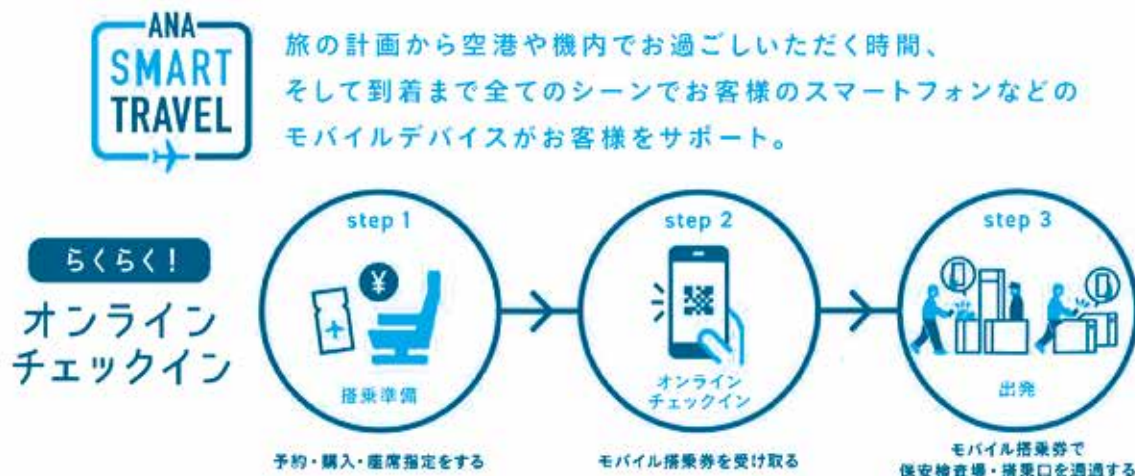 ANA
SMART
TRAVEL
旅の計画から空港や機内でお過ごしいただく時間、
そして到着まで全てのシーンでお客様のスマートフォンなどの
モバイルデバイスがお客様をサポート。
らくらく!
オンライン
チェックイン
step 1
¥
搭乗準備
予約・購入・座席指定をする
step 2
オンライン
チェックイン
モバイル搭乗券を受け取る
step 3
出発
モバイル搭乗券で
保安検査場・搭乗口を通過する